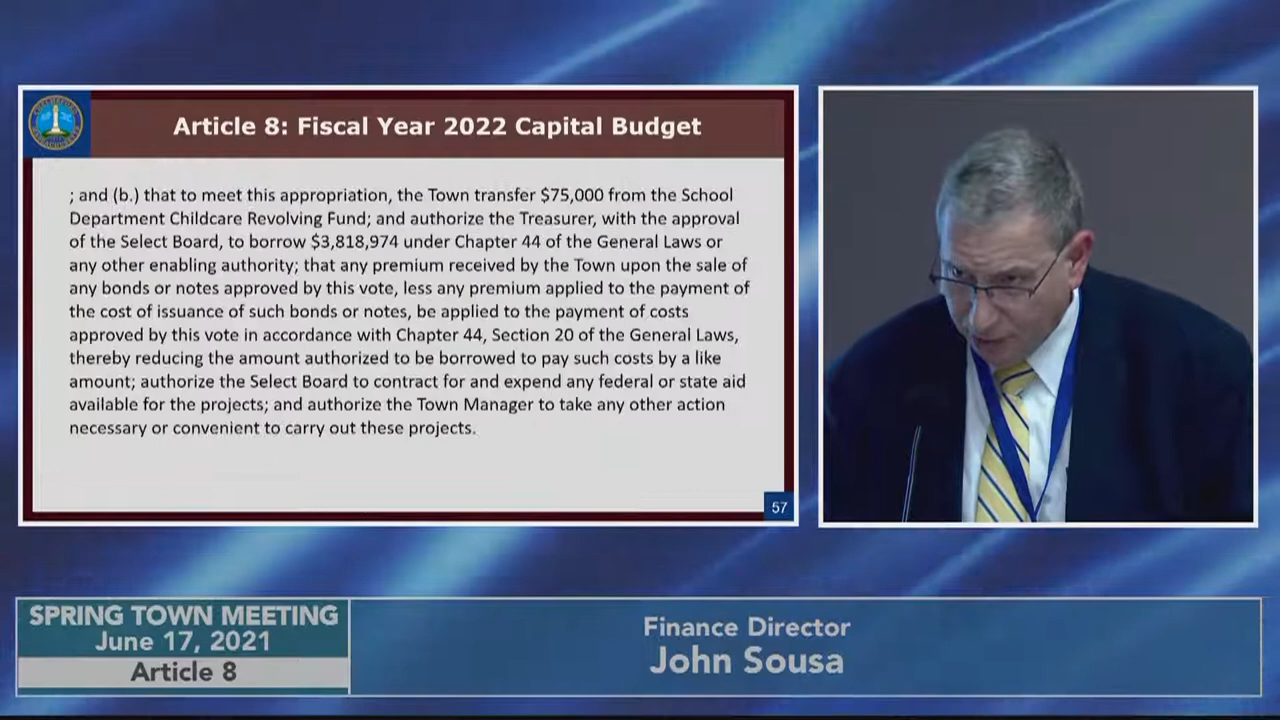 Article 8: Fiscal Year 2022 Capital Budget
; and (b.) that to meet this appropriation, the Town transfer $75,000 from the School
Department Childcare Revolving Fund; and authorize the Treasurer, with the approval
of the Select Board, to borrow $3,818,974 under Chapter 44 of the General Laws or
any other enabling authority; that any premium received by the Town upon the sale of
any bonds or notes approved by this vote, less any premium applied to the payment of
the cost of issuance of such bonds or notes, be applied to the payment of costs
approved by this vote in accordance with Chapter 44, Section 20 of the General Laws,
thereby reducing the amount authorized to be borrowed to pay such costs by a like
amount; authorize the Select Board to contract for and expend any federal or state aid
available for the projects; and authorize the Town Manager to take any other action
necessary or convenient to carry out these projects.
57
SPRING TOWN MEETING
June 17, 2021
Article 8
Finance Director
John Sousa